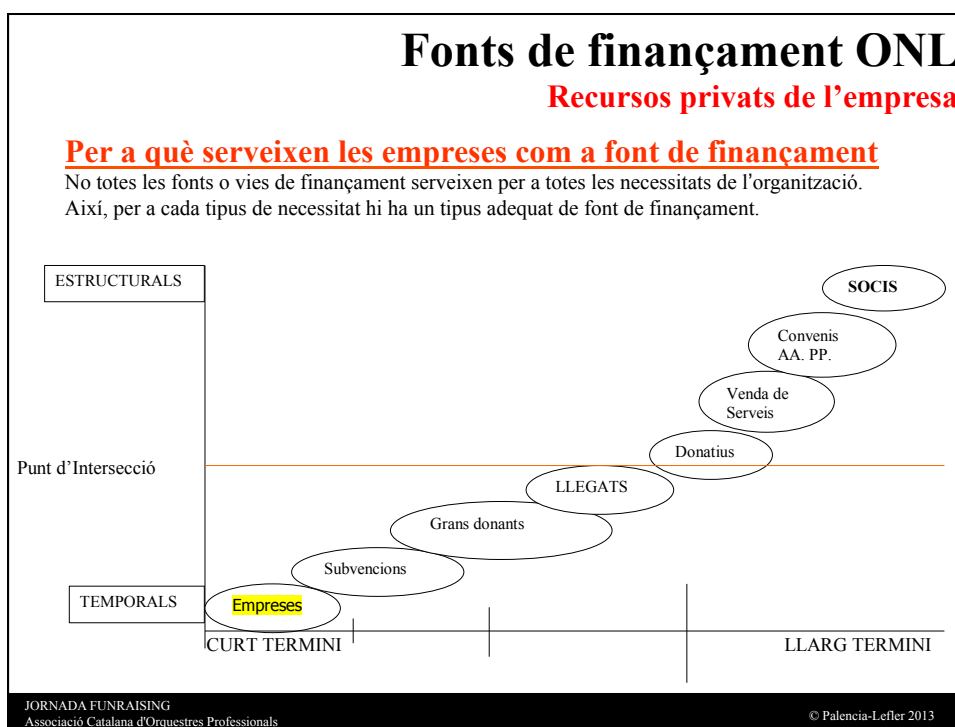 Fonts de finançament ONL
Recursos privats de l’empresa
Per a què serveixen les empreses com a font de finançament
No totes les fonts o vies de finançament serveixen per a totes les necessitats de l’organització.
Així, per a cada tipus de necessitat hi ha un tipus adequat de font de finançament.
ESTRUCTURALS
SOCIS
Convenis
AA. PP.
Venda de
Serveis
Donatius
Punt d’Intersecció
LLEGATS
Grans donants
Subvencions
TEMPORALS
Empreses
CURT TERMINI
LLARG TERMINI
JORNADA FUNRAISING
Associació Catalana d'Orquestres Professionals
© Palencia-Lefler 2013